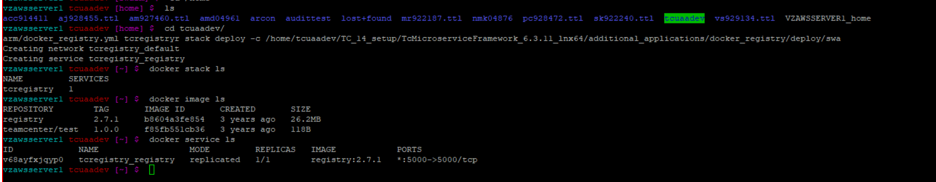 vzawsserver1 tcuaadev [home] $ ls
acc914411 aj928455.ttl am927460.ttl amd04961 arcon audittest lost+found mr922187.ttl nmk04876 pc928472.ttl sk922240.ttl tcuaadev vs929134.ttl VZAWSSERVER1_home
vzawsserver1 tcuaadev [home] $ cd tcuaadev/
arm/docker_registry.yml tcregistryr stack deploy -c /home/tcuaadev/TC_14_setup/TcMicroserviceFramework_6.3.11_lnx64/additional_applications/docker_registry/deploy/swa
Creating network tcregistry_default
Creating service tcregistry_registry
vzawsserver1 tcuaadev [~] $ docker stack ls
NAME SERVICES
tcregistry 1
vzawsserver1 tcuaadev [~] $ docker image ls
REPOSITORY TAG IMAGE ID CREATED SIZE
registry 2.7.1 b8604a3fe854 3 years ago 26.2MB
teamcenter/test 1.0.0 f85fb551cb36 3 years ago 118B
vzawsserver1 tcuaadev [~] $ docker service ls
ID NAME MODE REPLICAS IMAGE PORTS
v68ayfxjqyp0 tcregistry_registry replicated 1/1 registry:2.7.1 *:5000->5000/tcp
vzawsserver1 tcuaadev [~] $